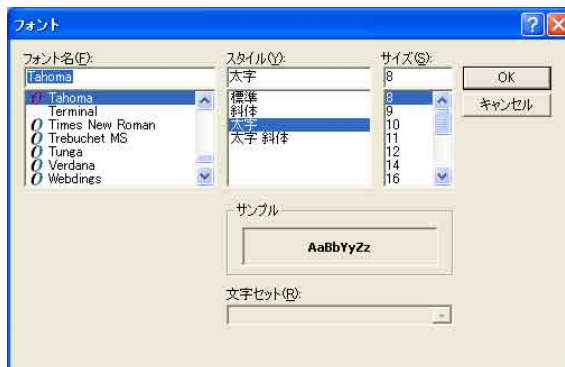 フォント
フォント名(F):
Tahoma
Tahoma
Terminal
Times New Roman
Trebuchet MS
Tunga
Verdana
Webdings
スタイル(Y):
太字
標準
斜体
太字
太字 斜体
サイズ(S):
8
8
9
10
11
12
14
16
OK
キャンセル
サンプル
AaBbYyZz
文字セット(R):